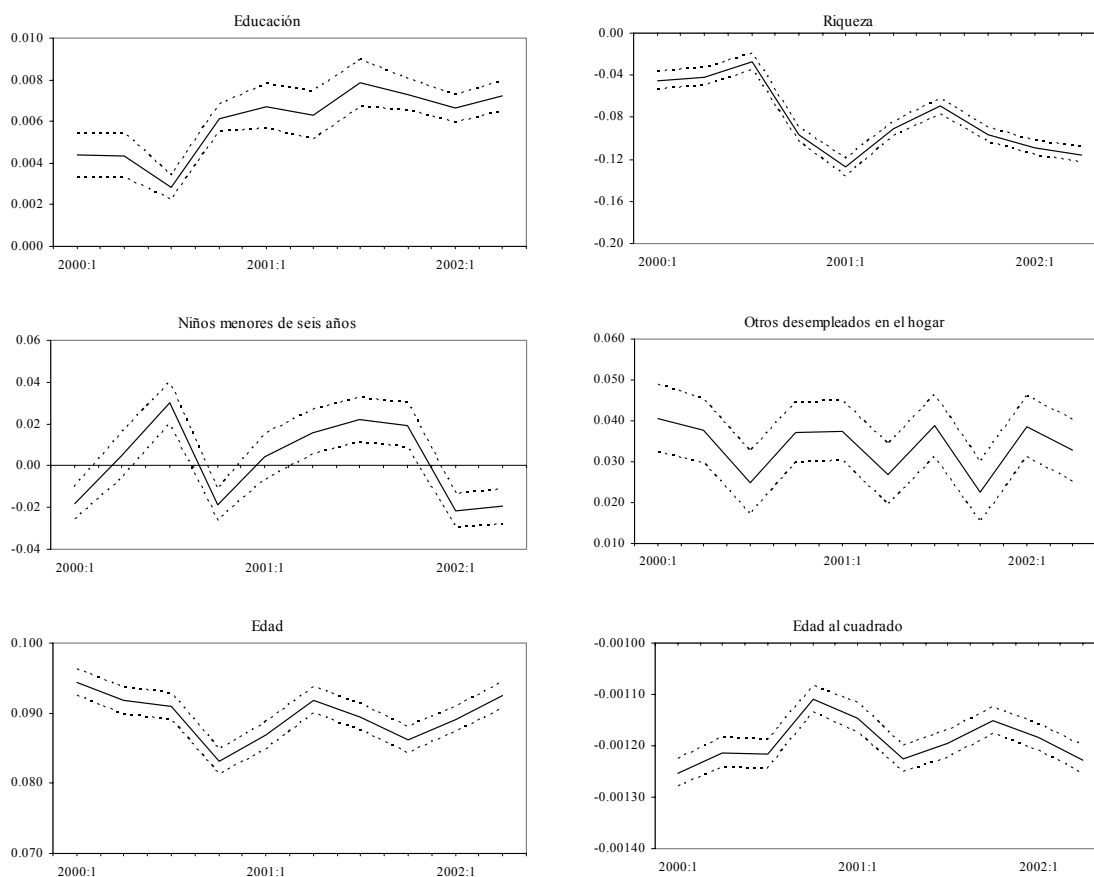 Educación
0.010
0.008
0.006
0.004
0.002
0.000
2000:1 2001:1 2002:1
Riqueza
0.00
-0.04
-0.08
-0.12
-0.16
-0.20
2000:1 2001:1 2002:1
Niños menores de seis años
0.06
0.04
0.02
0.00
-0.02
-0.04
2000:1 2001:1 2002:1
Otros desempleados en el hogar
0.060
0.050
0.040
0.030
0.020
0.010
2000:1 2001:1 2002:1
Edad
0.100
0.090
0.080
0.070
2000:1 2001:1 2002:1
Edad al cuadrado
-0.00100
-0.00110
-0.00120
-0.00130
-0.00140
2000:1 2001:1 2002:1